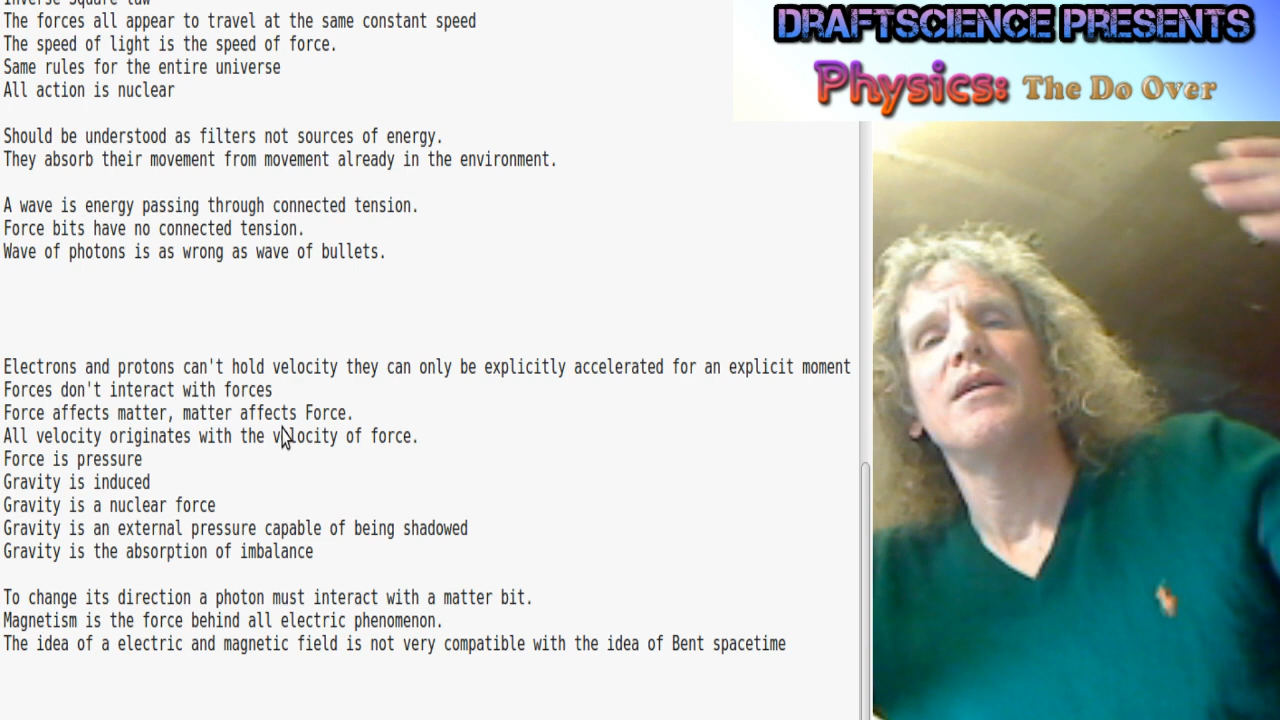 Inverse Square law
The forces all appear to travel at the same constant speed
The speed of light is the speed of force.
Same rules for the entire universe
All action is nuclear
Should be understood as filters not sources of energy.
They absorb their movement from movement already in the environment.
A wave is energy passing through connected tension.
Force bits have no connected tension.
Wave of photons is as wrong as wave of bullets.
Electrons and protons can't hold velocity they can only be explicitly accelerated for an explicit moment
Forces don't interact with forces
Force affects matter, matter affects Force.
All velocity originates with the velocity of force.
Force is pressure
Gravity is induced
Gravity is a nuclear force
Gravity is an external pressure capable of being shadowed
Gravity is the absorption of imbalance
To change its direction a photon must interact with a matter bit.
Magnetism is the force behind all electric phenomenon.
The idea of a electric and magnetic field is not very compatible with the idea of Bent spacetime
DRAFTSCIENCE PRESENTS
Physics: The Do Over